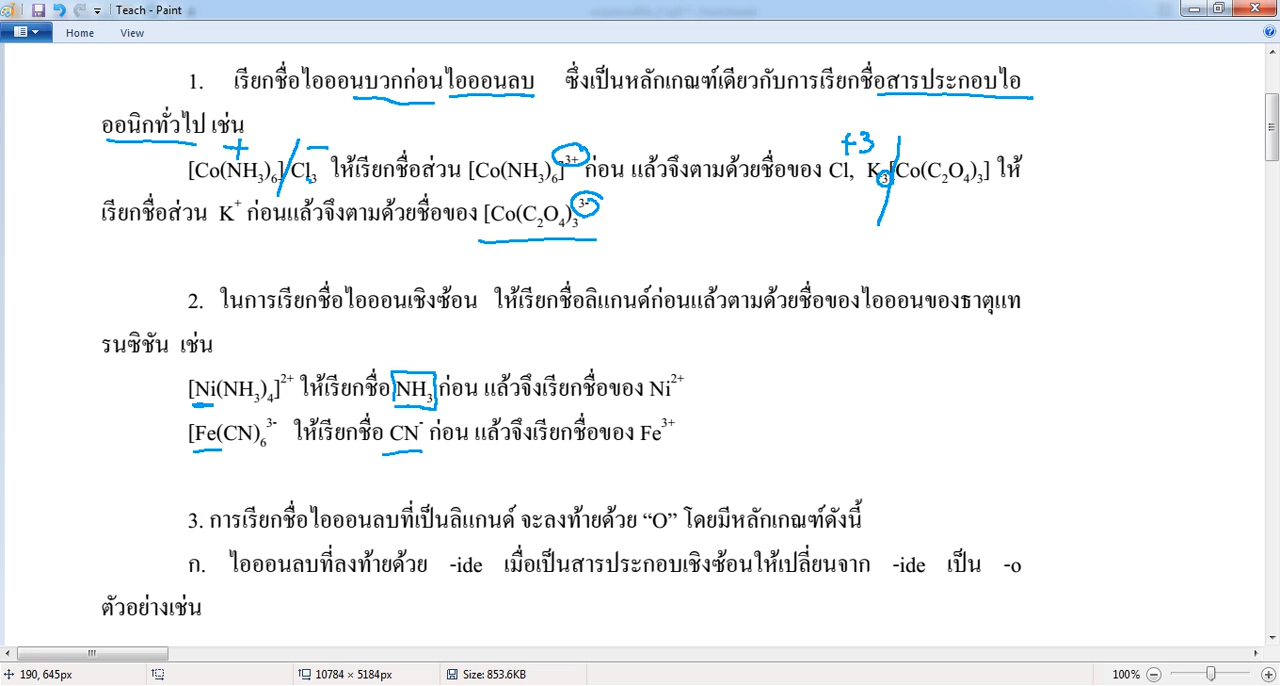 Teach - Paint
Home View
1. เรียกชื่อไอออนบวกก่อนไอออนลบ ซึ่งเป็นหลักเกณฑ์เดียวกับการเรียกชื่อสารประกอบไอ
ออนิกทั่วไป เช่น
+ − +3
[Co(NH₃)₆]/Cl₃ ให้เรียกชื่อส่วน [Co(NH₃)₆]³⁺ ก่อน แล้วจึงตามด้วยชื่อของ Cl, K₃/[Co(C₂O₄)₃] ให้
เรียกชื่อส่วน K⁺ ก่อนแล้วจึงตามด้วยชื่อของ [Co(C₂O₄)₃³⁻
2. ในการเรียกชื่อไอออนเชิงซ้อน ให้เรียกชื่อลิแกนด์ก่อนแล้วตามด้วยชื่อของไอออนของธาตุแท
รนซิชัน เช่น
[Ni(NH₃)₄]²⁺ ให้เรียกชื่อ NH₃ ก่อน แล้วจึงเรียกชื่อของ Ni²⁺
[Fe(CN)₆³⁻ ให้เรียกชื่อ CN⁻ ก่อน แล้วจึงเรียกชื่อของ Fe³⁺
3. การเรียกชื่อไอออนลบที่เป็นลิแกนด์ จะลงท้ายด้วย “O” โดยมีหลักเกณฑ์ดังนี้
ก. ไอออนลบที่ลงท้ายด้วย -ide เมื่อเป็นสารประกอบเชิงซ้อนให้เปลี่ยนจาก -ide เป็น -o
ตัวอย่างเช่น
190, 645px 10784 × 5184px Size: 853.6KB 100%